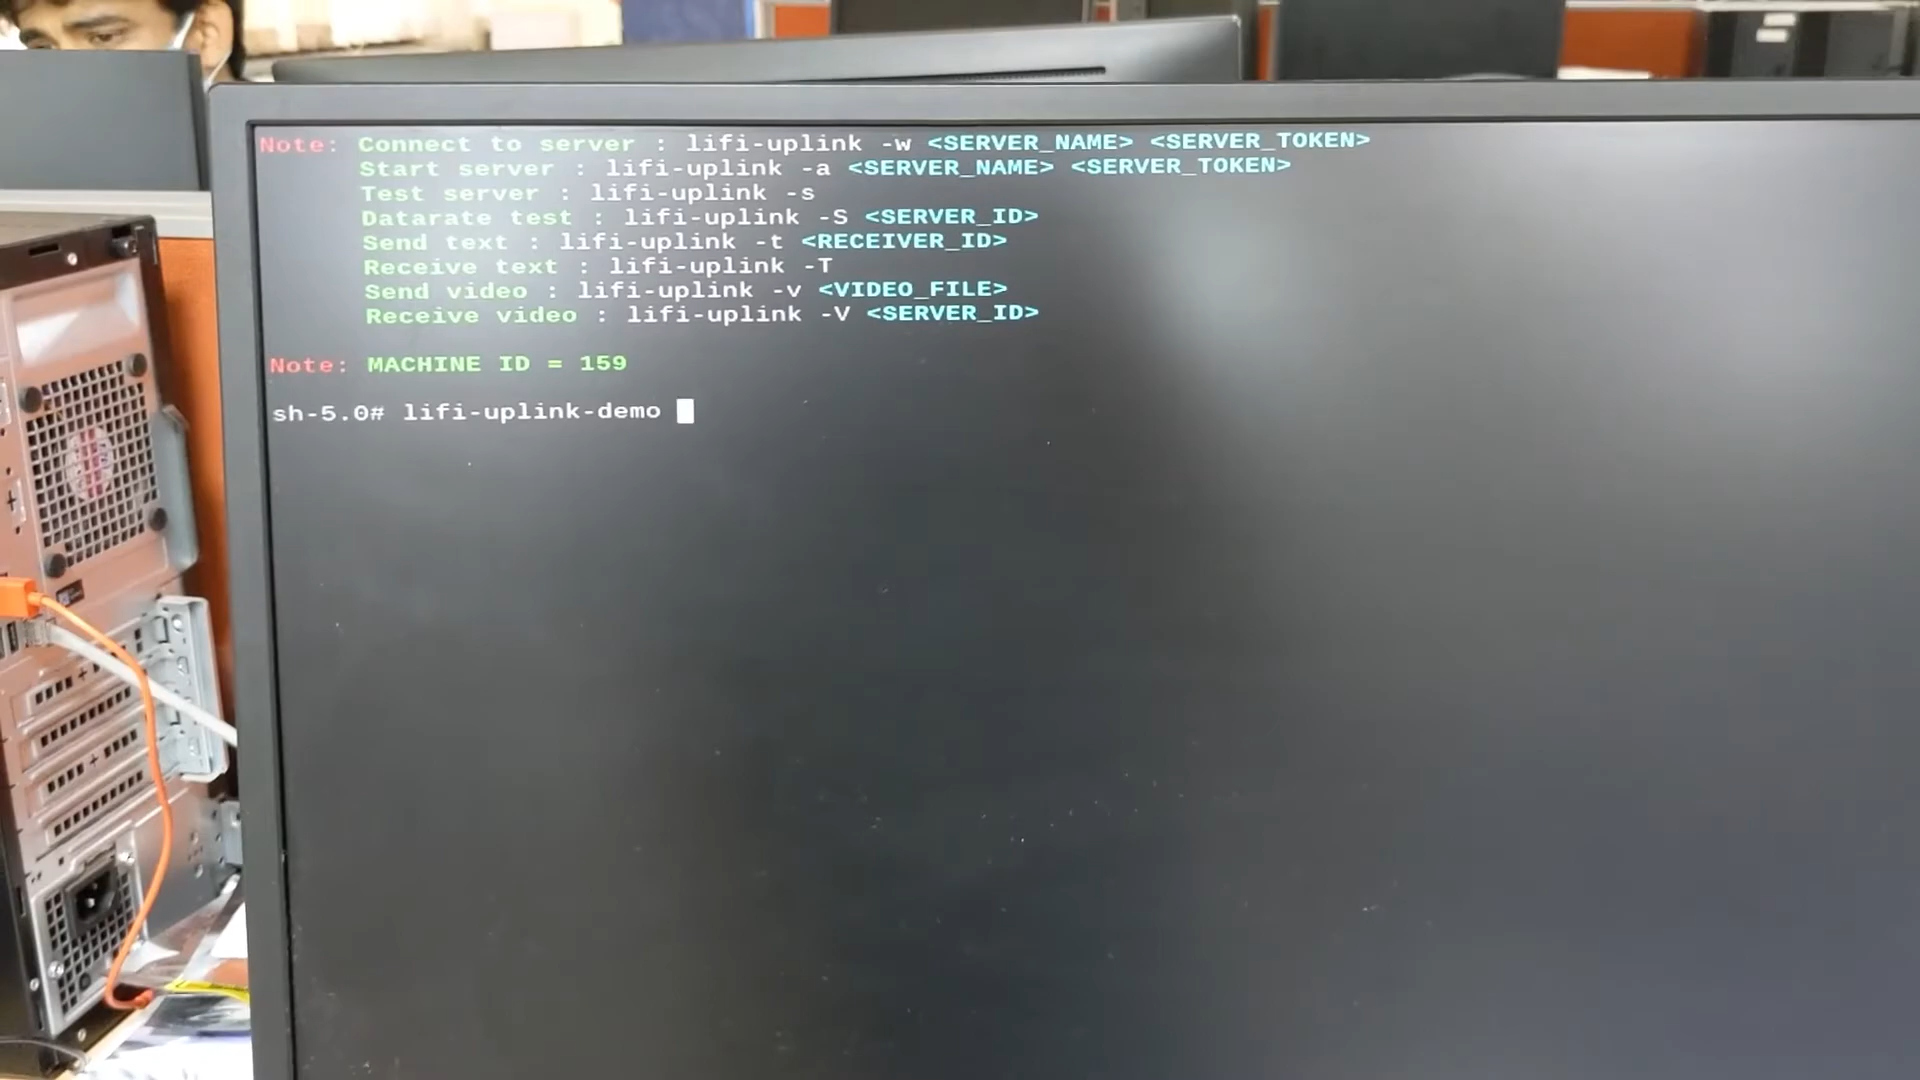 Note: Connect to server : lifi-uplink -w <SERVER_NAME> <SERVER_TOKEN>
Start server : lifi-uplink -a <SERVER_NAME> <SERVER_TOKEN>
Test server : lifi-uplink -s
Datarate test : lifi-uplink -S <SERVER_ID>
Send text : lifi-uplink -t <RECEIVER_ID>
Receive text : lifi-uplink -T
Send video : lifi-uplink -v <VIDEO_FILE>
Receive video : lifi-uplink -V <SERVER_ID>
Note: MACHINE ID = 159
sh-5.0# lifi-uplink-demo